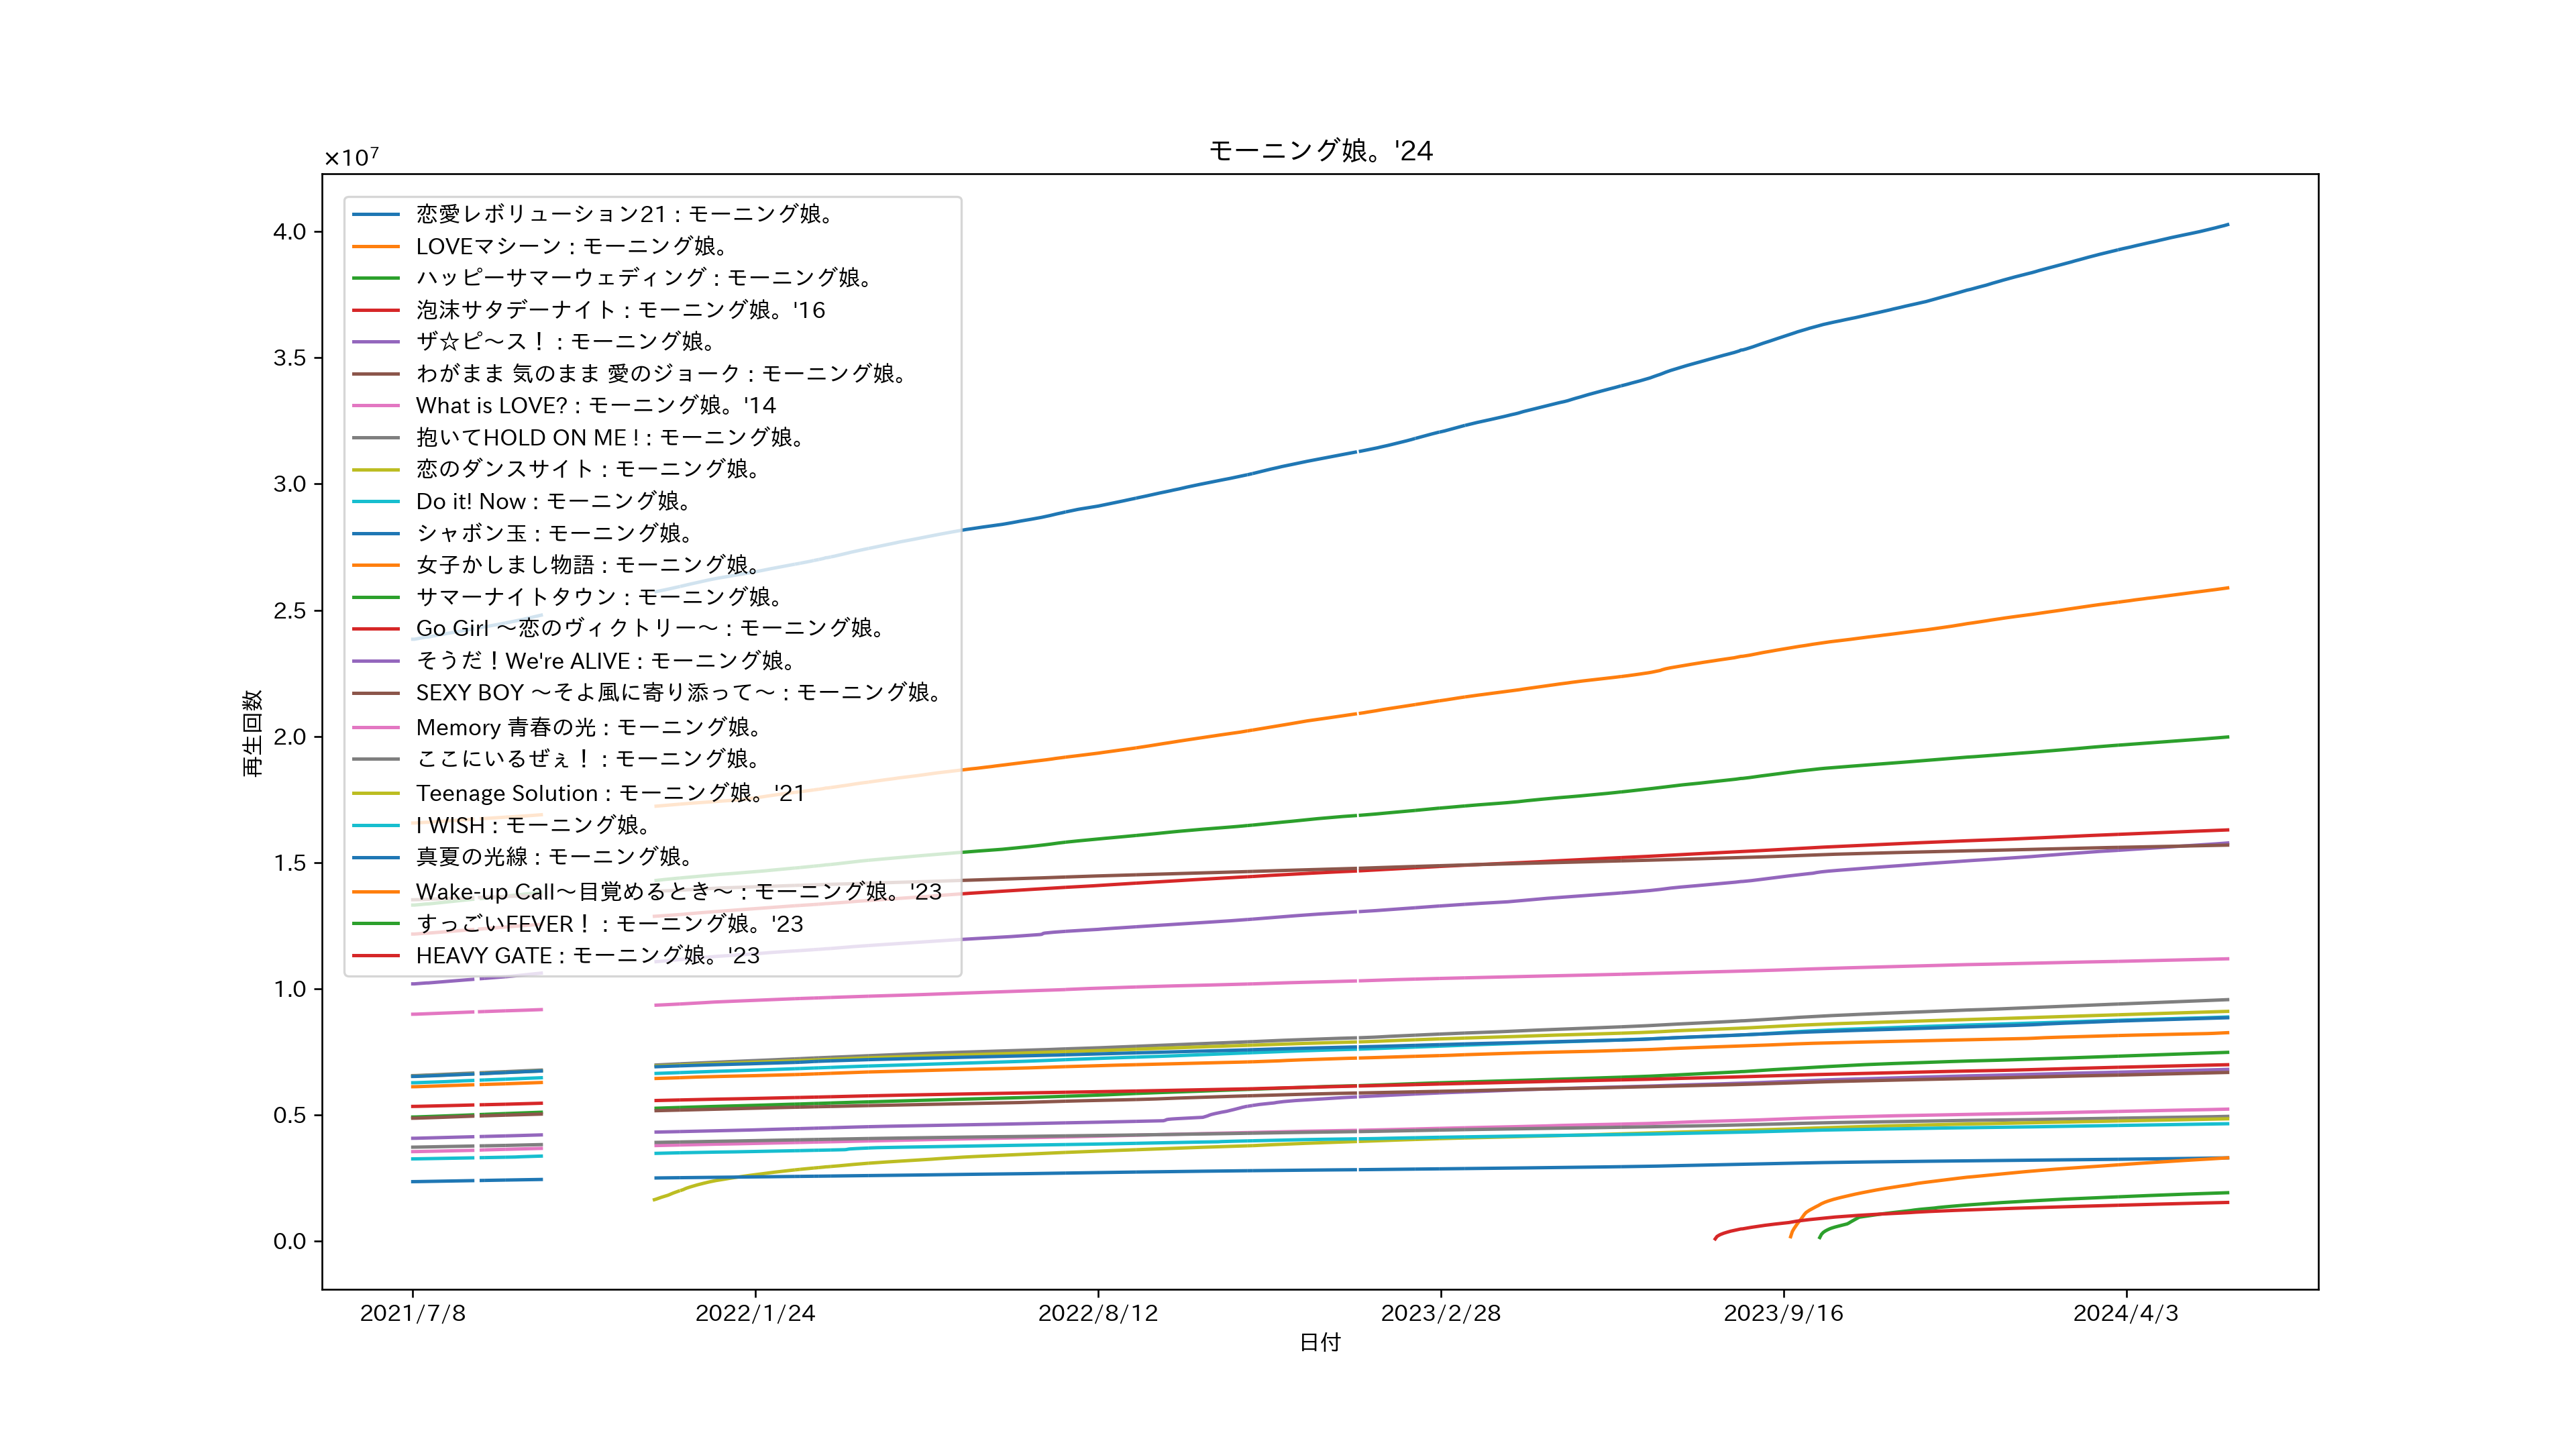 モーニング娘。'24
×10⁷
恋愛レボリューション21 : モーニング娘。
LOVEマシーン : モーニング娘。
ハッピーサマーウェディング : モーニング娘。
泡沫サタデーナイト : モーニング娘。'16
ザ☆ピ～ス！ : モーニング娘。
わがまま 気のまま 愛のジョーク : モーニング娘。
What is LOVE? : モーニング娘。'14
抱いてHOLD ON ME ! : モーニング娘。
恋のダンスサイト : モーニング娘。
Do it! Now : モーニング娘。
シャボン玉 : モーニング娘。
女子かしまし物語 : モーニング娘。
サマーナイトタウン : モーニング娘。
Go Girl ～恋のヴィクトリー～ : モーニング娘。
そうだ！We're ALIVE : モーニング娘。
SEXY BOY ～そよ風に寄り添って～ : モーニング娘。
Memory 青春の光 : モーニング娘。
ここにいるぜぇ！ : モーニング娘。
Teenage Solution : モーニング娘。'21
I WISH : モーニング娘。
真夏の光線 : モーニング娘。
Wake-up Call～目覚めるとき～ : モーニング娘。'23
すっごいFEVER！ : モーニング娘。'23
HEAVY GATE : モーニング娘。'23
4.0
3.5
3.0
2.5
2.0
1.5
1.0
0.5
0.0
再生回数
2021/7/8
2022/1/24
2022/8/12
2023/2/28
2023/9/16
2024/4/3
日付